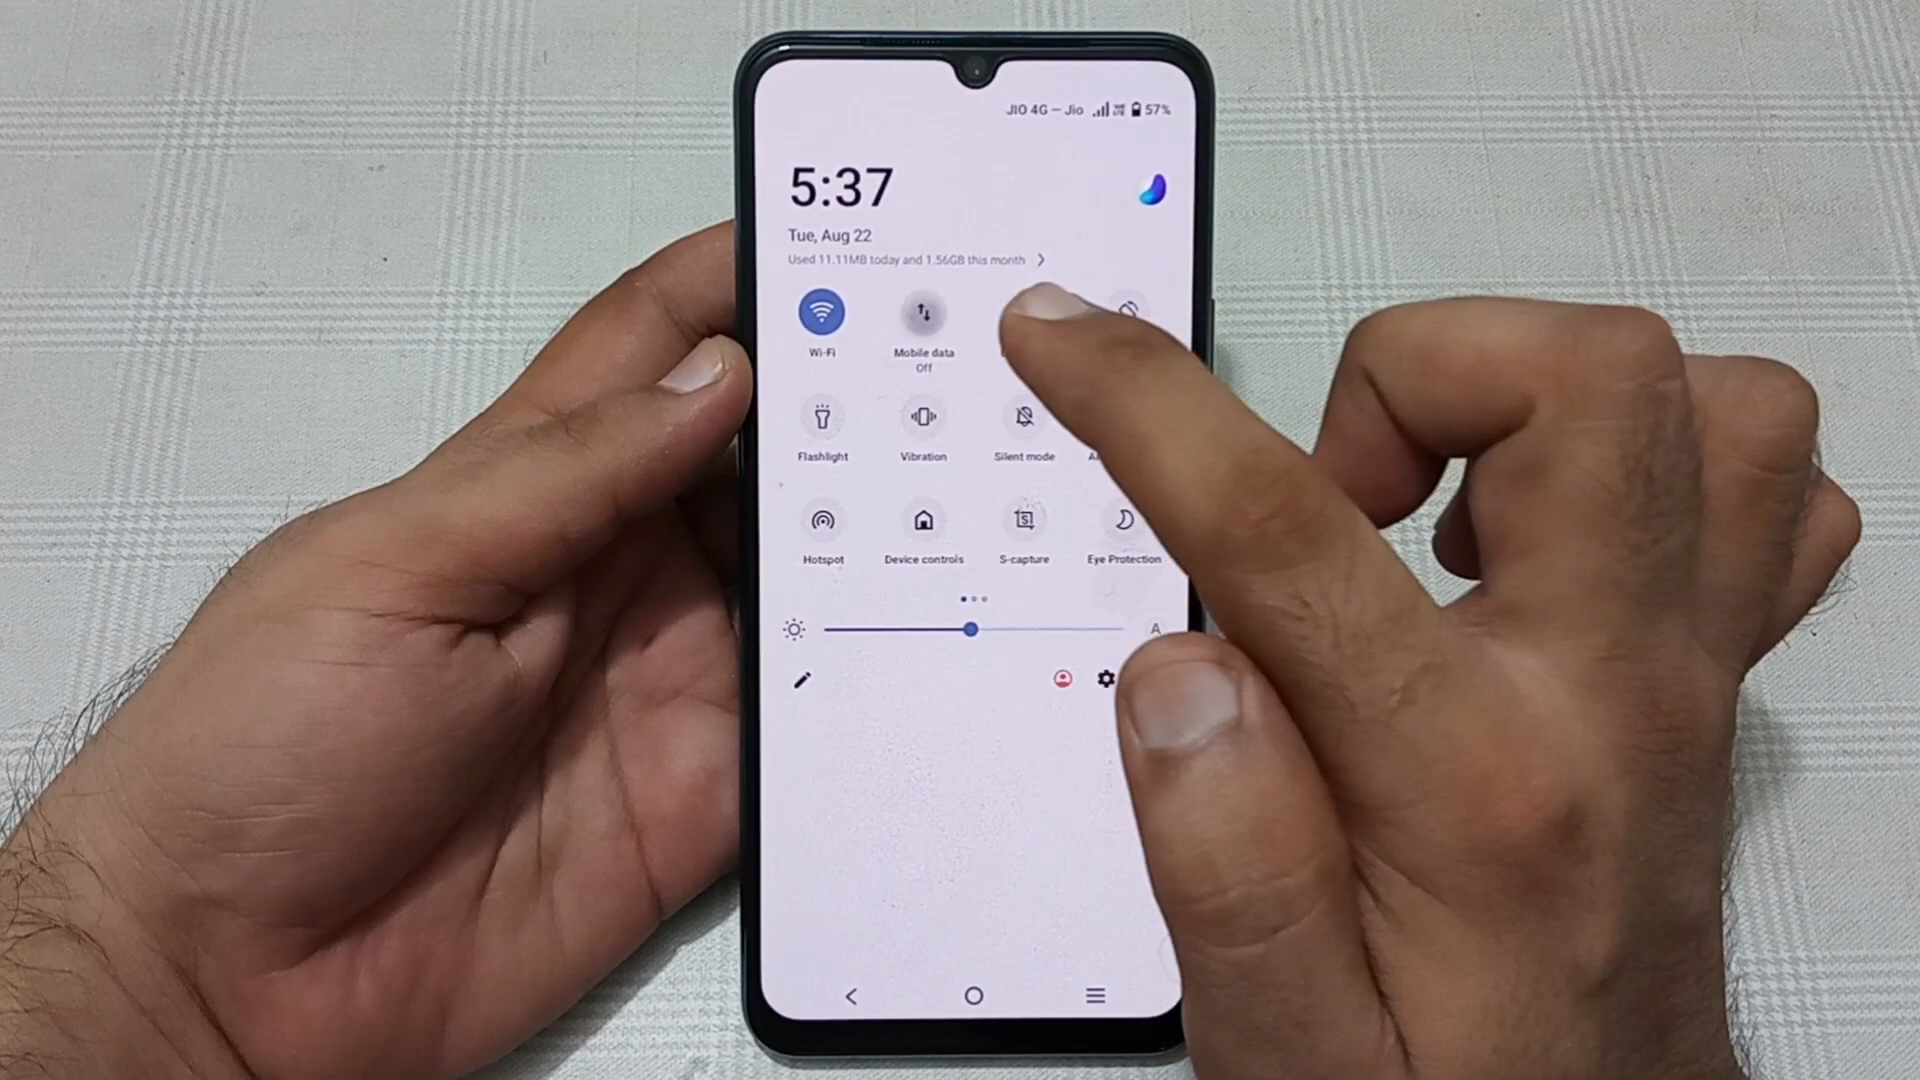 JIO 4G — Jio 57%
5:37
Tue, Aug 22
Used 11.11MB today and 1.56GB this month
Wi-Fi
Mobile data
Off
Flashlight
Vibration
Silent mode
Hotspot
Device controls
S-capture
Eye Protection
A